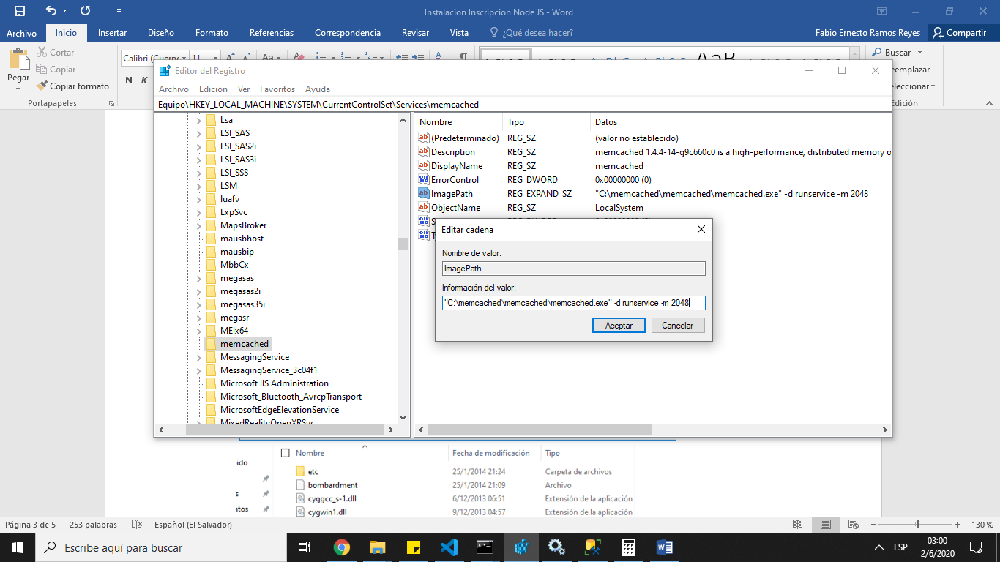 Instalacion Inscripcion Node JS - Word
Archivo Inicio Insertar Diseño Formato Referencias Correspondencia Revisar Vista ¿Qué desea hacer? Fabio Ernesto Ramos Reyes Compartir
Pegar
Cortar
Copiar
Copiar formato
Portapapeles
Calibri (Cuerpo 11
N K
Buscar
eemplazar
eleccionar
Edición
Editor del Registro
Archivo Edición Ver Favoritos Ayuda
Equipo\HKEY_LOCAL_MACHINE\SYSTEM\CurrentControlSet\Services\memcached
Lsa
LSI_SAS
LSI_SAS2i
LSI_SAS3i
LSI_SSS
LSM
luafv
LxpSvc
MapsBroker
mausbhost
mausbip
MbbCx
megasas
megasas2i
megasas35i
megasr
MEIx64
memcached
MessagingService
MessagingService_3c04f1
Microsoft IIS Administration
Microsoft_Bluetooth_AvrcpTransport
MicrosoftEdgeElevationService
MixedRealityOpenXRSvc
Nombre Tipo Datos
(Predeterminado) REG_SZ (valor no establecido)
Description REG_SZ memcached 1.4.4-14-g9c660c0 is a high-performance, distributed memory o
DisplayName REG_SZ memcached
ErrorControl REG_DWORD 0x00000000 (0)
ImagePath REG_EXPAND_SZ "C:\memcached\memcached\memcached.exe" -d runservice -m 2048
ObjectName REG_SZ LocalSystem
Editar cadena
Nombre de valor:
ImagePath
Información del valor:
"C:\memcached\memcached\memcached.exe" -d runservice -m 2048
Aceptar Cancelar
Nombre Fecha de modificación Tipo
ido
etc 25/1/2014 21:24 Carpeta de archivos
bombardment 25/1/2014 21:09 Archivo
s cyggcc_s-1.dll 6/12/2013 06:51 Extensión de la aplicación
ntos cygwin1.dll 9/12/2013 04:57 Extensión de la aplicación
Página 3 de 5 253 palabras Español (El Salvador) 130 %
Escribe aquí para buscar
ESP
03:00
2/6/2020